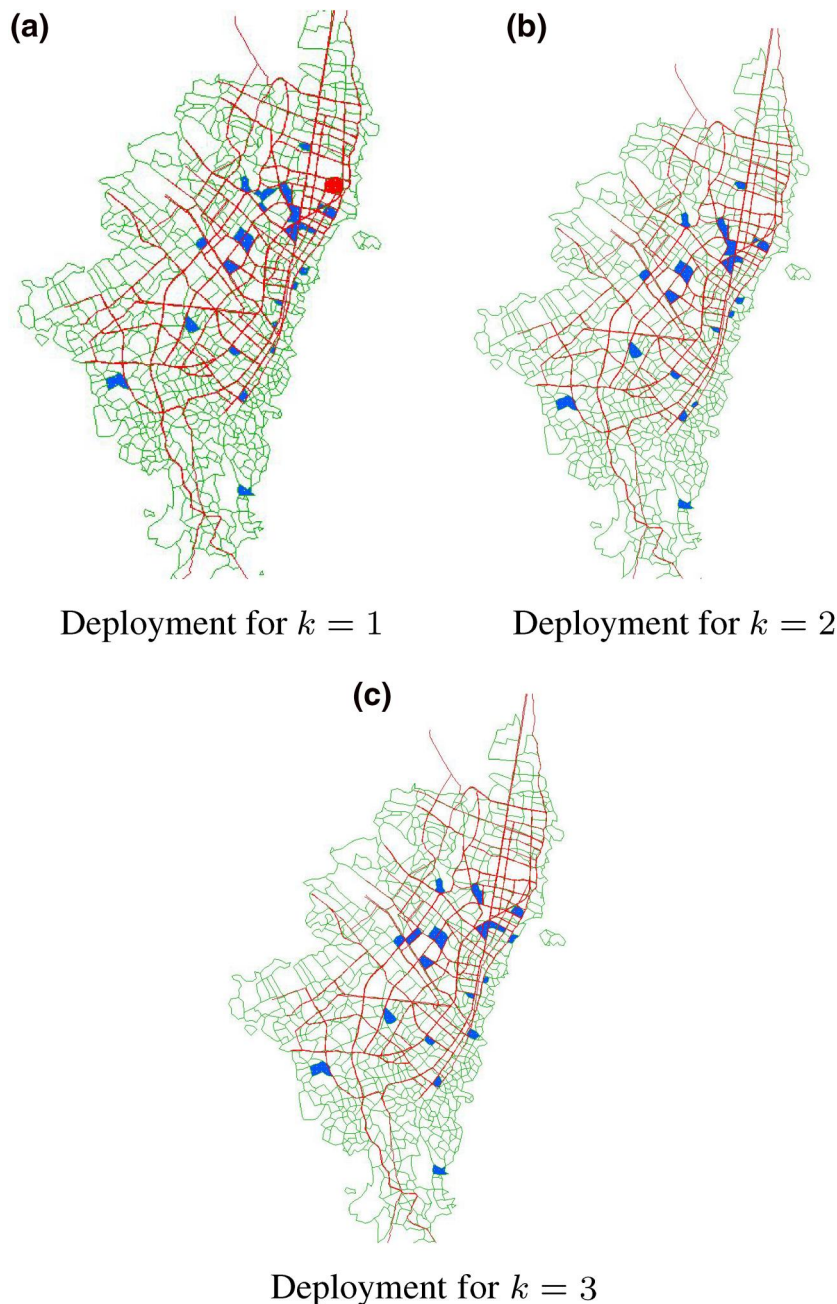 (a)
(b)
Deployment for k = 1
Deployment for k = 2
(c)
Deployment for k = 3